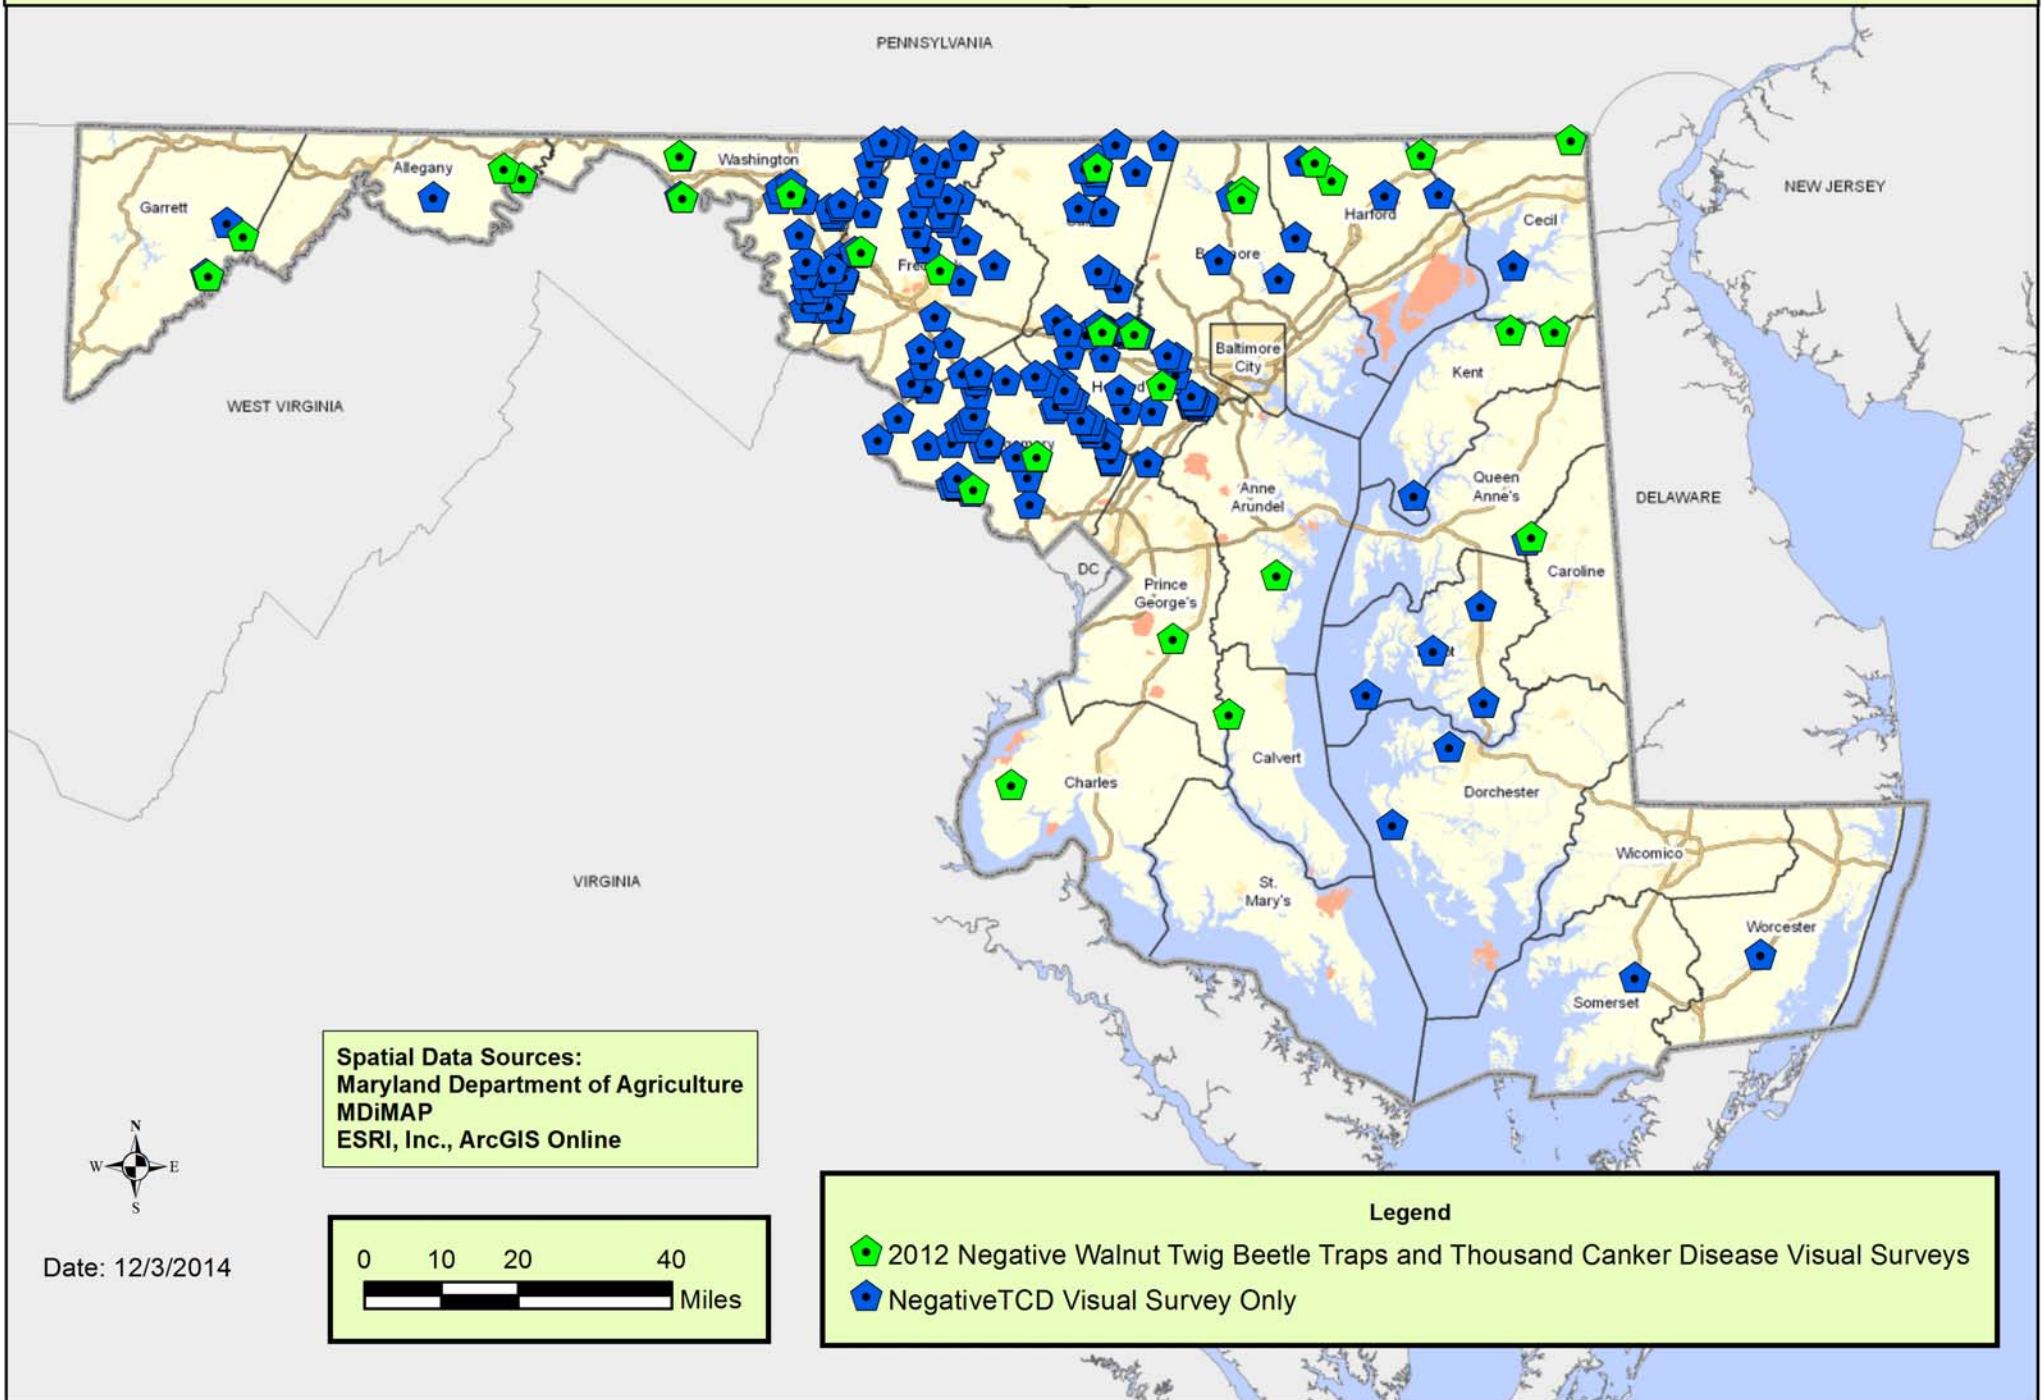 PENNSYLVANIA
NEW JERSEY
Washington
Allegany
Garrett
Harford
Cecil
WEST VIRGINIA
Baltimore
City
Kent
Queen
Anne's
DELAWARE
Anne
Arundel
DC
Caroline
Prince
George's
Calvert
Charles
Dorchester
Wicomico
VIRGINIA
St.
Mary's
Worcester
Somerset
Spatial Data Sources:
Maryland Department of Agriculture
MDiMAP
ESRI, Inc., ArcGIS Online
N
W E
S
Date: 12/3/2014
0 10 20 40
Miles
Legend
2012 Negative Walnut Twig Beetle Traps and Thousand Canker Disease Visual Surveys
NegativeTCD Visual Survey Only